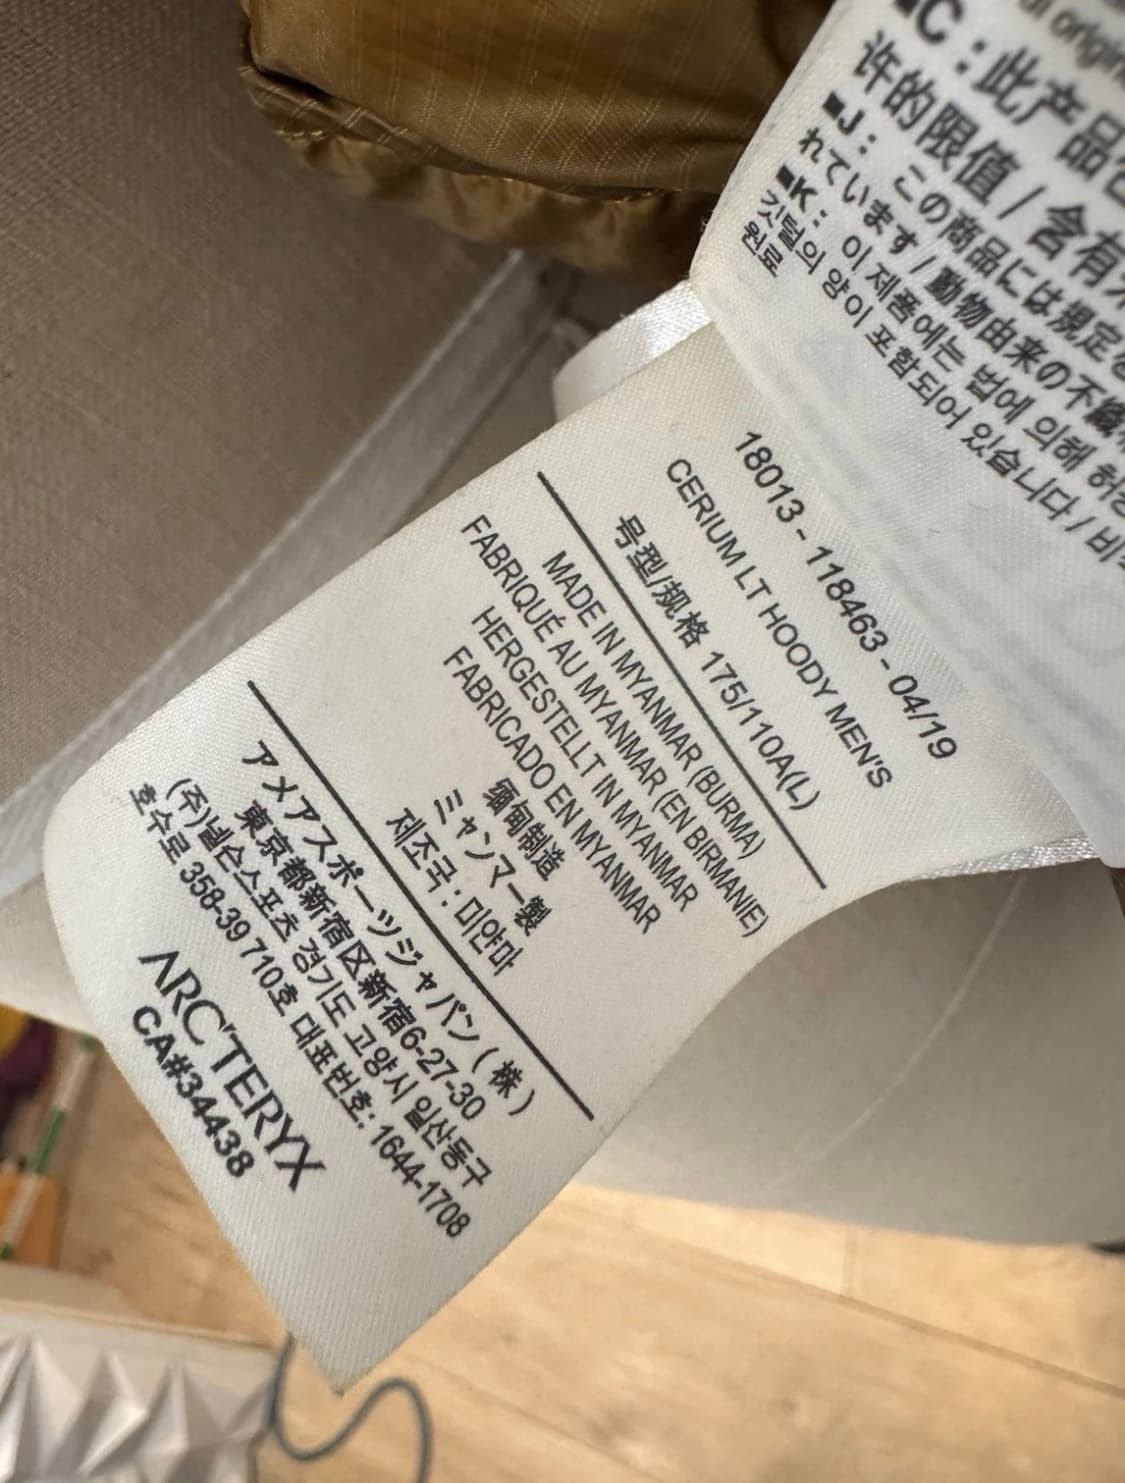 C：此产品
许的限值 / 含有
J： この商品には規定
れています / 動物由来の不織
K： 이 제품에는 법에 의해 허
깃털의 양이 포함되어 있습니다 / 비
원료
18013 - 118463 - 04/19
CERIUM LT HOODY MEN'S
号型/规格 175/110A(L)
MADE IN MYANMAR (BURMA)
FABRIQUÉ AU MYANMAR (EN BIRMANIE)
HERGESTELLT IN MYANMAR
FABRICADO EN MYANMAR
缅甸制造
ミャンマー製
제조국 : 미얀마
アメアスポーツジャパン ( 株 )
東京都新宿区新宿6-27-30
(주)넬슨스포츠 경기도 고양시 일산동구
호수로 358-39 710호 대표번호: 1644-1708
ARC'TERYX
CA#34438